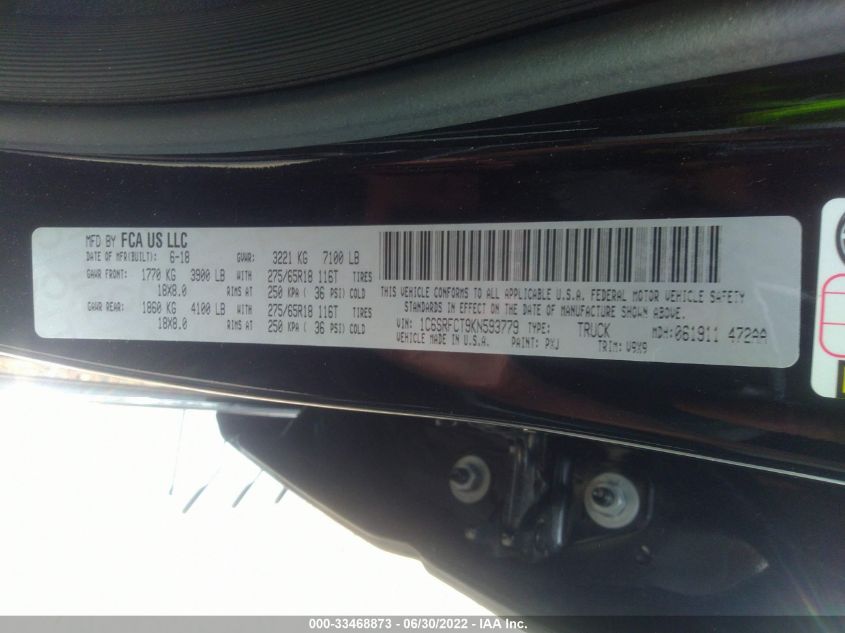 MFD BY FCA US LLC
DATE OF MFR(BUILT): 6-18 GVWR: 3221 KG 7100 LB
GAWR FRONT: 1770 KG 3900 LB WITH 275/65R18 116T TIRES
18X8.0 RIMS AT 250 KPA ( 36 PSI) COLD
GAWR REAR: 1860 KG 4100 LB WITH 275/65R18 116T TIRES
18X8.0 RIMS AT 250 KPA ( 36 PSI) COLD
THIS VEHICLE CONFORMS TO ALL APPLICABLE U.S.A. FEDERAL MOTOR VEHICLE SAFETY
STANDARDS IN EFFECT ON THE DATE OF MANUFACTURE SHOWN ABOVE.
VIN: 1C6SRFCT9KN593779 TYPE: TRUCK MDH:061911 472AA
VEHICLE MADE IN U.S.A. PAINT: PXJ TRIM: V9X9
000-33468873 - 06/30/2022 - IAA Inc.